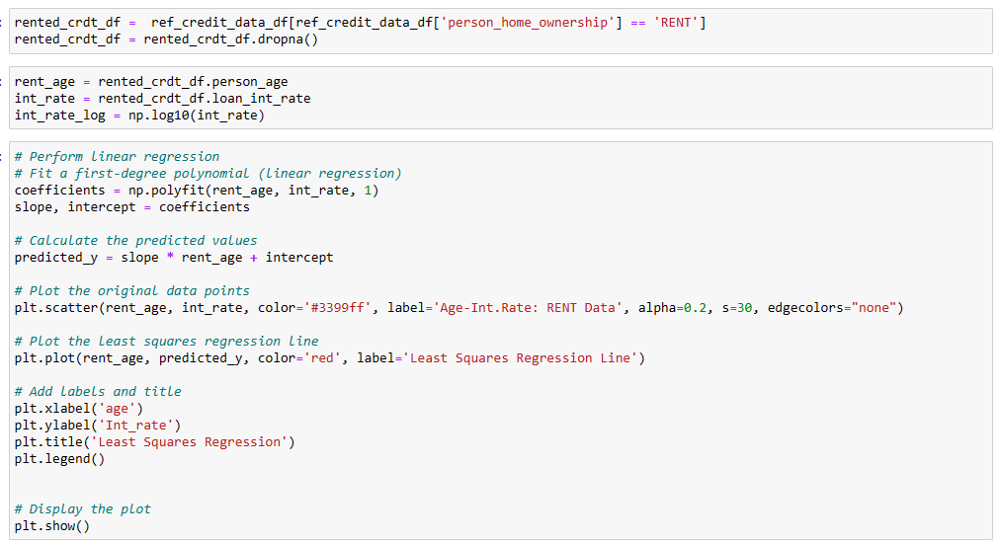 rented_crdt_df =  ref_credit_data_df[ref_credit_data_df['person_home_ownership'] == 'RENT']
rented_crdt_df = rented_crdt_df.dropna()
rent_age = rented_crdt_df.person_age
int_rate = rented_crdt_df.loan_int_rate
int_rate_log = np.log10(int_rate)
# Perform linear regression
# Fit a first-degree polynomial (linear regression)
coefficients = np.polyfit(rent_age, int_rate, 1)
slope, intercept = coefficients
# Calculate the predicted values
predicted_y = slope * rent_age + intercept
# Plot the original data points
plt.scatter(rent_age, int_rate, color='#3399ff', label='Age-Int.Rate: RENT Data', alpha=0.2, s=30, edgecolors="none")
# Plot the least squares regression line
plt.plot(rent_age, predicted_y, color='red', label='Least Squares Regression Line')
# Add labels and title
plt.xlabel('age')
plt.ylabel('Int_rate')
plt.title('Least Squares Regression')
plt.legend()
# Display the plot
plt.show()